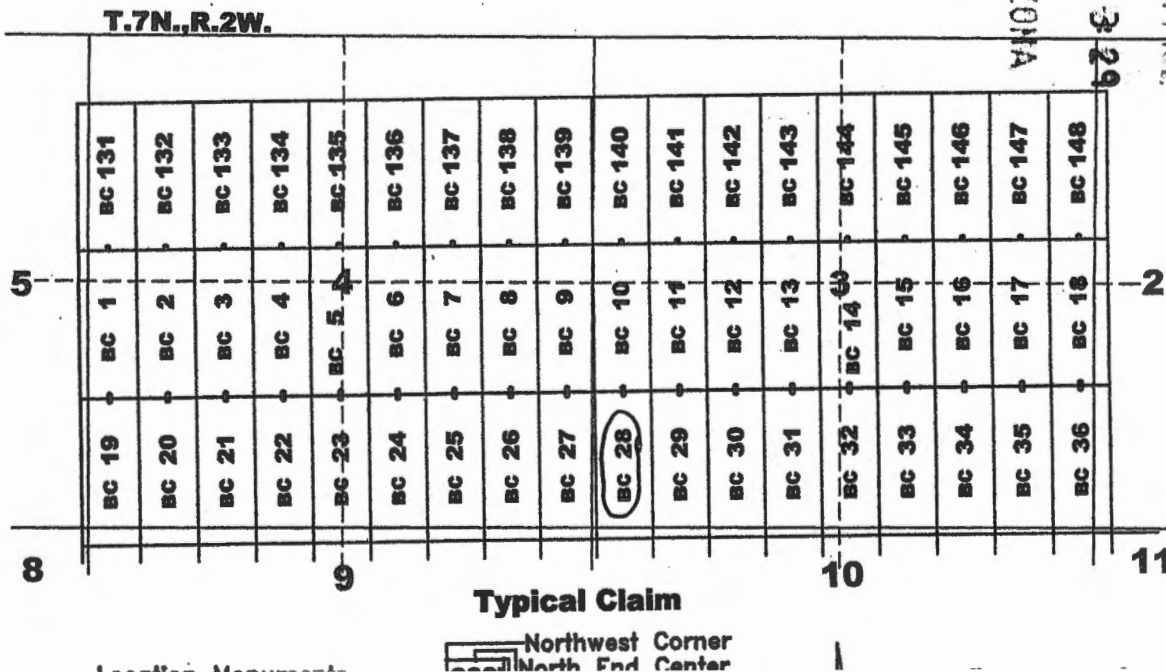 T.7N.,R.2W.
3 29
BC 131 BC 132 BC 133 BC 134 BC 135 BC 136 BC 137 BC 138 BC 139 BC 140 BC 141 BC 142 BC 143 BC 144 BC 145 BC 146 BC 147 BC 148
5 4 2
BC 1 BC 2 BC 3 BC 4 BC 5 BC 6 BC 7 BC 8 BC 9 BC 10 BC 11 BC 12 BC 13 BC 14 BC 15 BC 16 BC 17 BC 18
BC 19 BC 20 BC 21 BC 22 BC 23 BC 24 BC 25 BC 26 BC 27 BC 28 BC 29 BC 30 BC 31 BC 32 BC 33 BC 34 BC 35 BC 36
8 9 10 11
Typical Claim
Northwest Corner
Location Monuments
North End Center